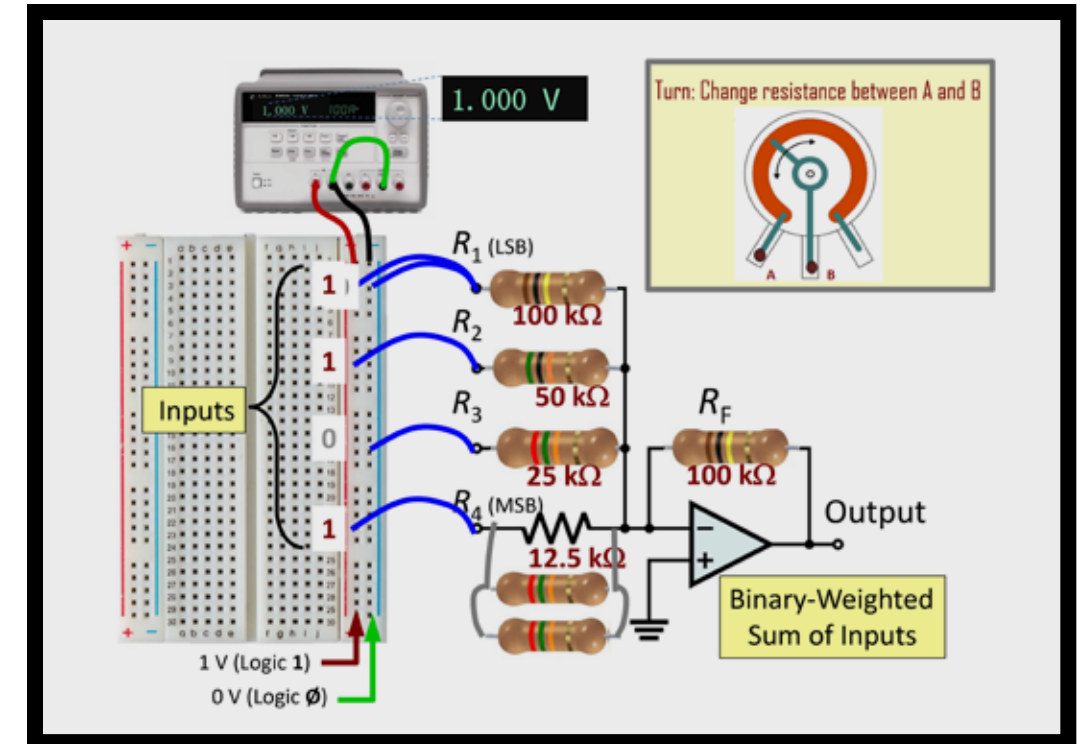 1.000 V
1.000 V
Turn: Change resistance between A and B
A
B
+
−
a b c d e
f g h i j
+
−
R1 (LSB)
1
100 kΩ
R2
1
50 kΩ
Inputs
R3
0
25 kΩ
RF
100 kΩ
R4 (MSB)
1
12.5 kΩ
−
+
Output
Binary-Weighted
Sum of Inputs
+
−
a b c d e
f g h i j
+
1 V (Logic 1)
0 V (Logic Ø)